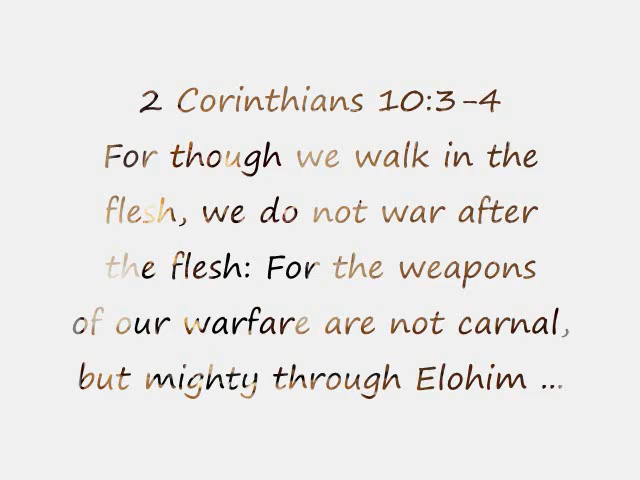 2 Corinthians 10:3-4
For though we walk in the
flesh, we do not war after
the flesh: For the weapons
of our warfare are not carnal,
but mighty through Elohim ...